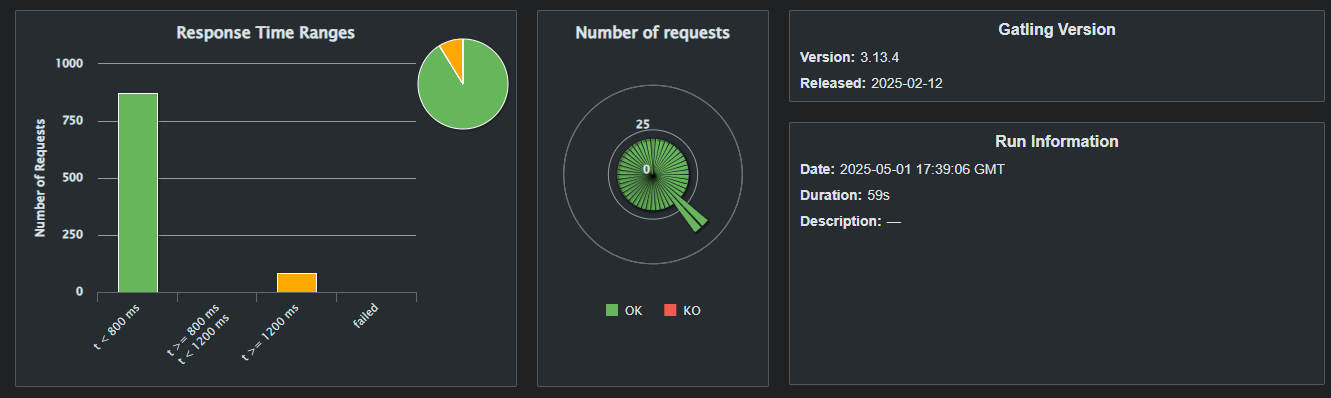 Response Time Ranges
Number of Requests
1000
750
500
250
0
t < 800 ms
t >= 800 ms
t < 1200 ms
t >= 1200 ms
failed
Number of requests
25
0
OK
KO
Gatling Version
Version: 3.13.4
Released: 2025-02-12
Run Information
Date: 2025-05-01 17:39:06 GMT
Duration: 59s
Description: —